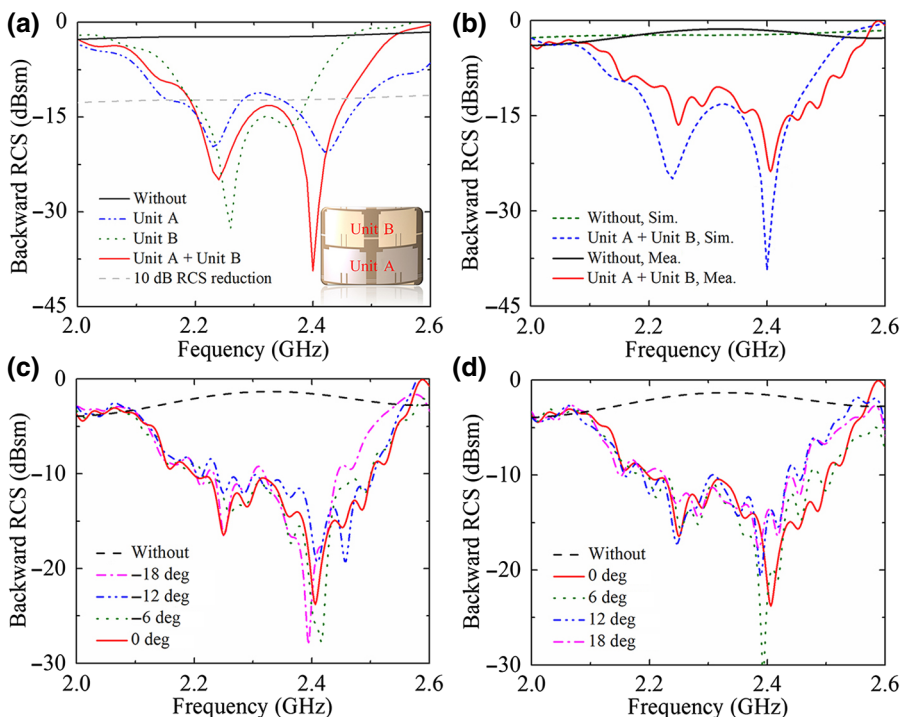 (a)
0
−15
−30
−45
Backward RCS (dBsm)
Without
Unit A
Unit B
Unit A + Unit B
10 dB RCS reduction
Unit B
Unit A
2.0 2.2 2.4 2.6
Fequency (GHz)
(b)
0
−15
−30
−45
Backward RCS (dBsm)
Without, Sim.
Unit A + Unit B, Sim.
Without, Mea.
Unit A + Unit B, Mea.
2.0 2.2 2.4 2.6
Fequency (GHz)
(c)
0
−10
−20
−30
Backward RCS (dBsm)
Without
−18 deg
−12 deg
−6 deg
0 deg
2.0 2.2 2.4 2.6
Fequency (GHz)
(d)
0
−10
−20
−30
Backward RCS (dBsm)
Without
0 deg
6 deg
12 deg
18 deg
2.0 2.2 2.4 2.6
Fequency (GHz)